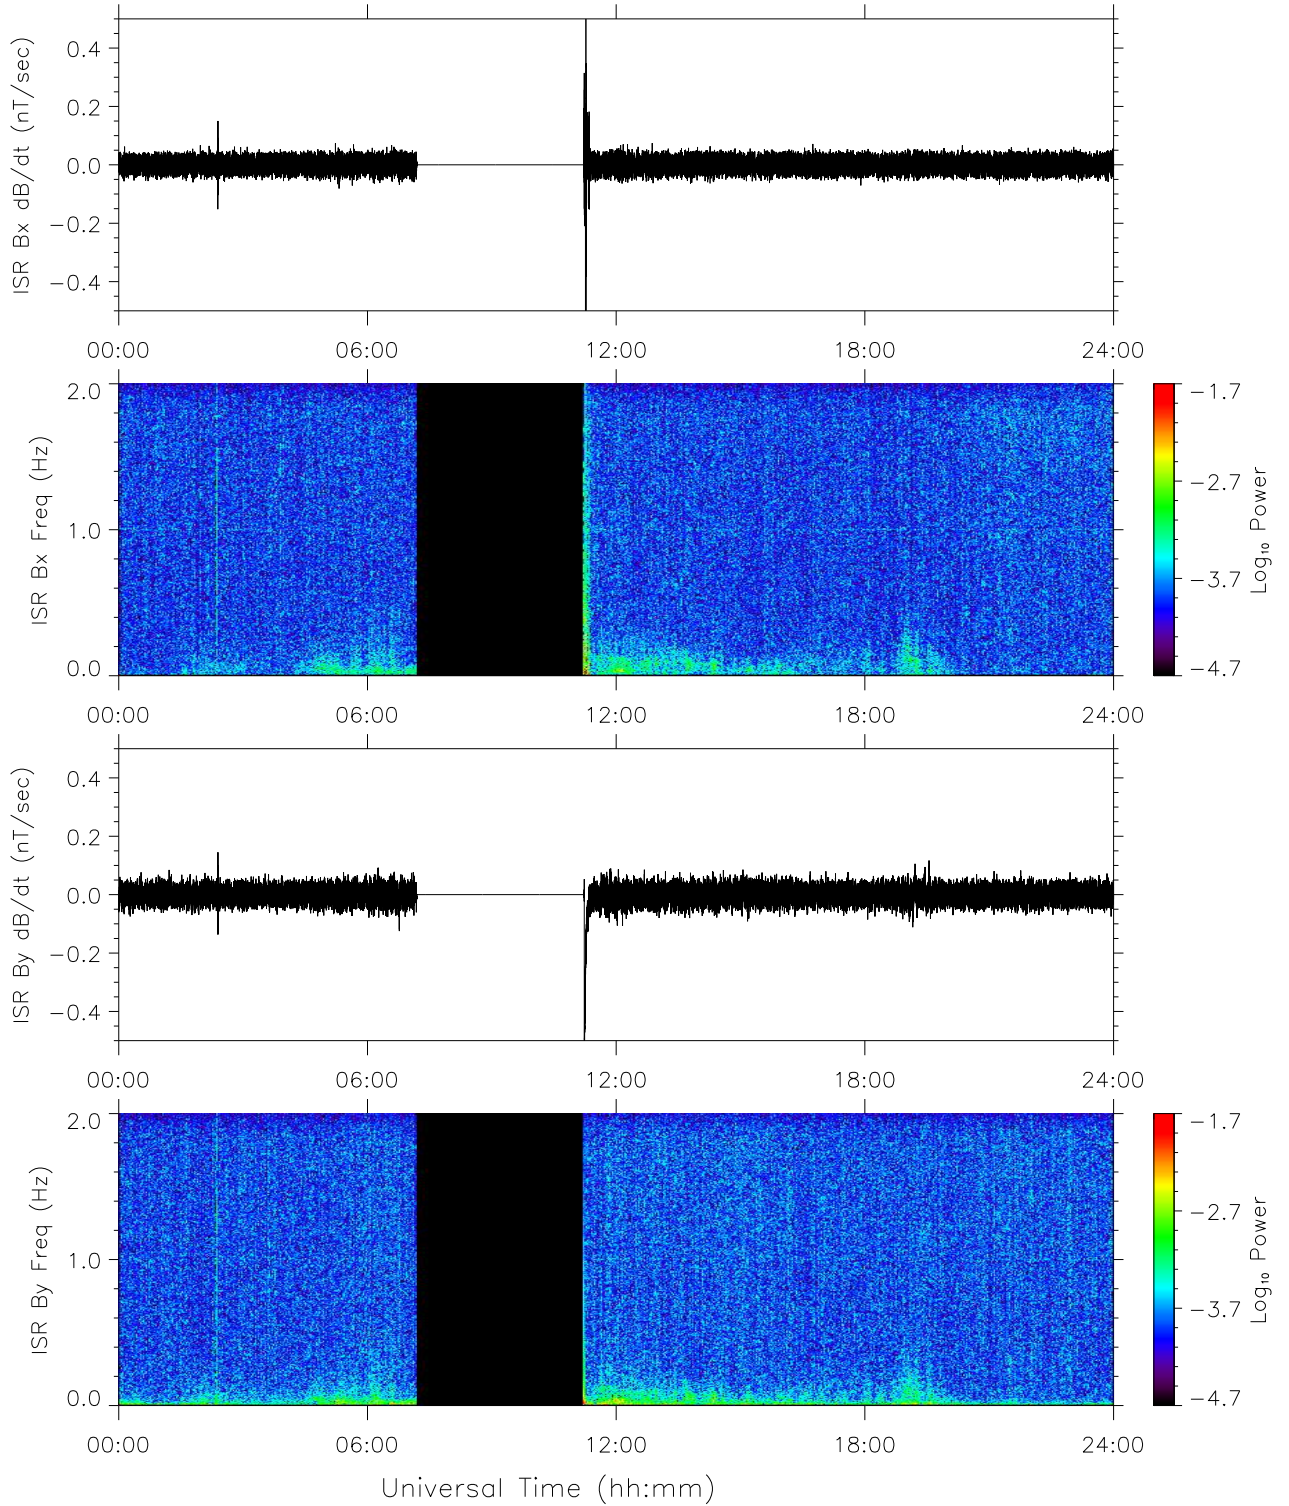 ISR Bx dB/dt (nT/sec)
0.4
0.2
0.0
−0.2
−0.4
00:00 06:00 12:00 18:00 24:00
ISR Bx Freq (Hz)
2.0
1.0
0.0
−1.7
−2.7
−3.7
−4.7
Log₁₀ Power
00:00 06:00 12:00 18:00 24:00
ISR By dB/dt (nT/sec)
0.4
0.2
0.0
−0.2
−0.4
00:00 06:00 12:00 18:00 24:00
ISR By Freq (Hz)
2.0
1.0
0.0
−1.7
−2.7
−3.7
−4.7
Log₁₀ Power
00:00 06:00 12:00 18:00 24:00
Universal Time (hh:mm)